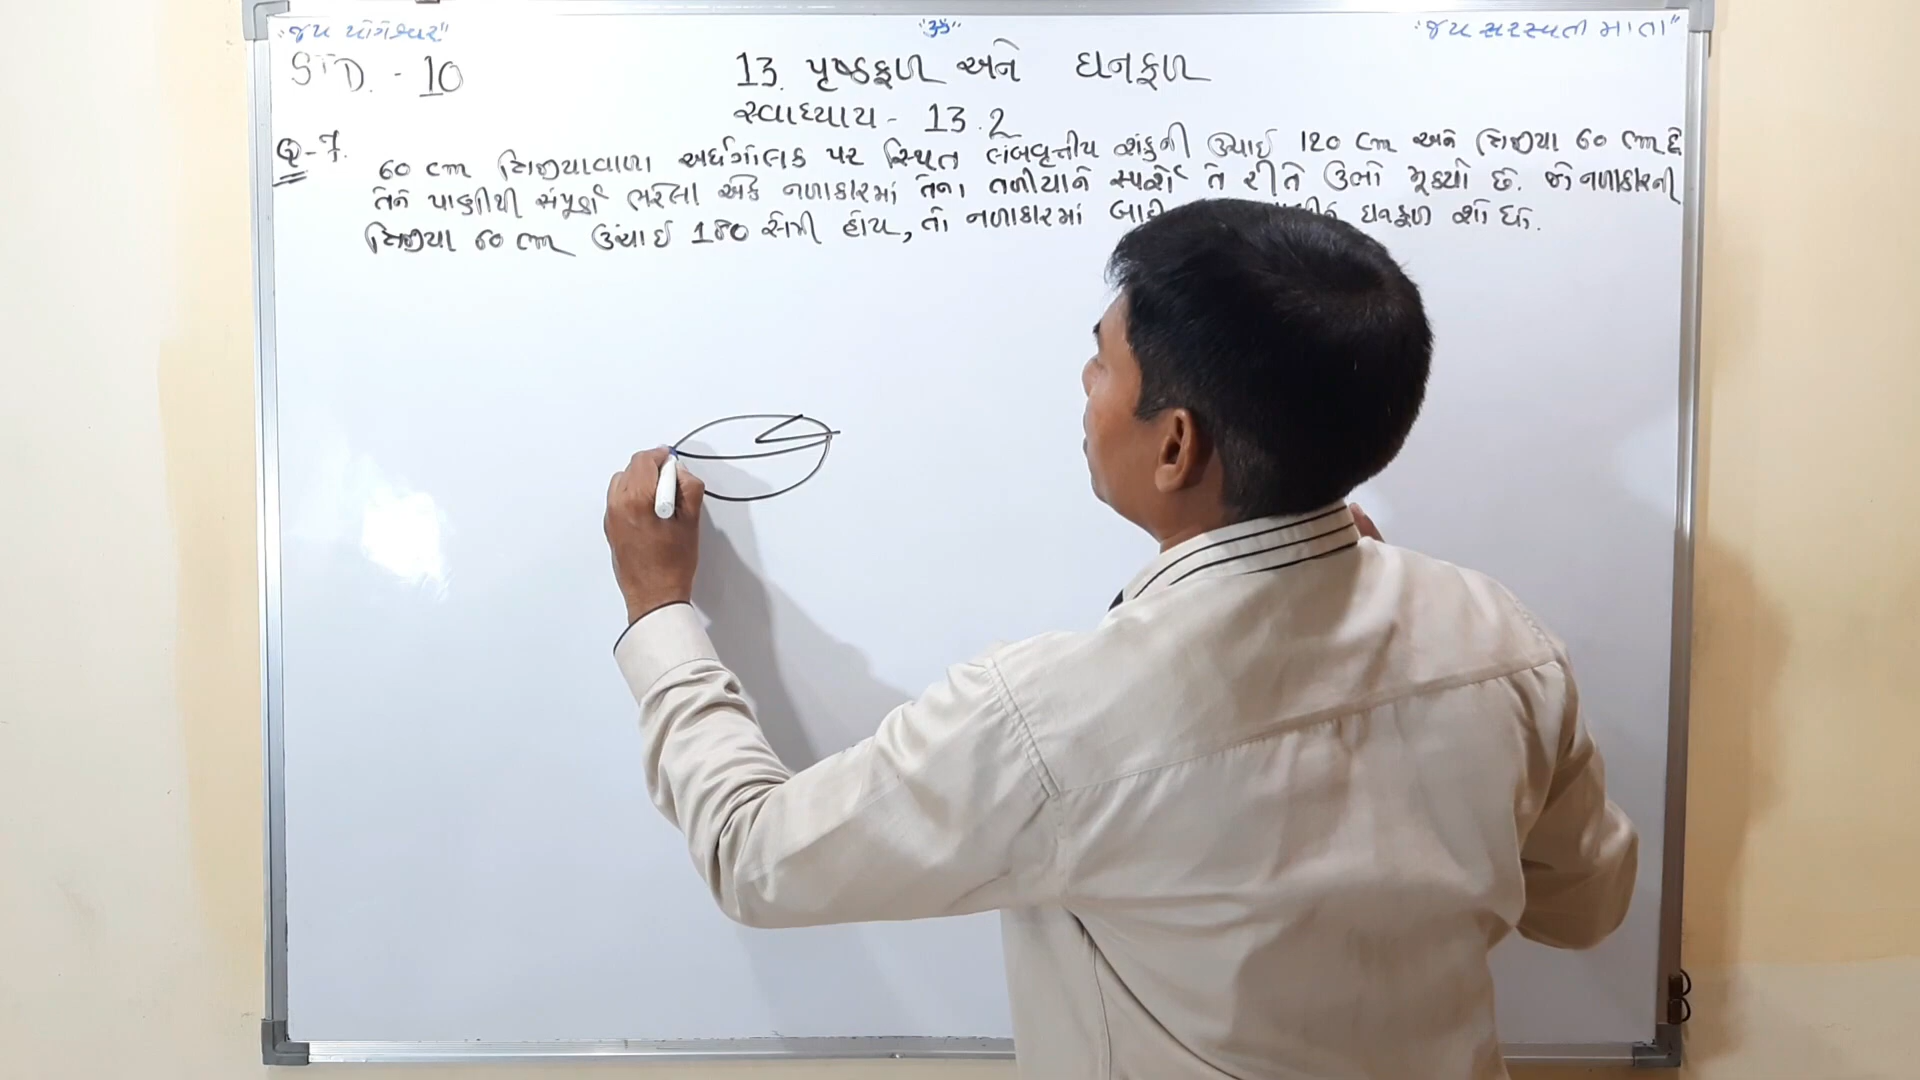 "જય યોગેશ્વર" "ૐ" "જય સરસ્વતી માતા"
STD. - 10 13. પૃષ્ઠફળ અને ઘનફળ
સ્વાધ્યાય - 13.2
Q-7. 60 cm ત્રિજ્યાવાળા અર્ધગોલક પર સ્થિત લંબવૃત્તીય શંકુની ઉંચાઈ 120 cm અને ત્રિજ્યા 60 cm છે
તેને પાણીથી સંપૂર્ણ ભરેલા એક નળાકારમાં તેના તળીયાને સ્પર્શે તે રીતે ઉભો મૂક્યો છે. જો નળાકારની
ત્રિજ્યા 60 cm ઉંચાઈ 180 સેમી હોય, તો નળાકારમાં બાકી ઘનફળ શોધો.